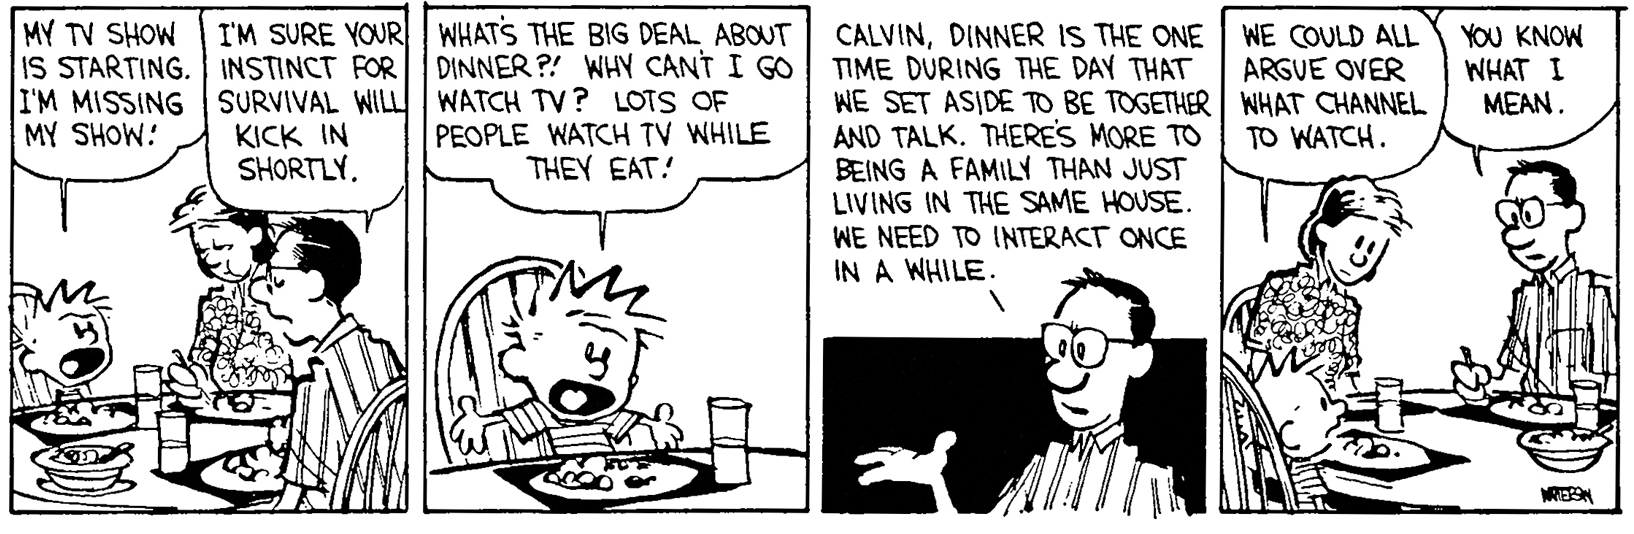 MY TV SHOW
IS STARTING.
I'M MISSING
MY SHOW!
I'M SURE YOUR
INSTINCT FOR
SURVIVAL WILL
KICK IN
SHORTLY.
WHAT'S THE BIG DEAL ABOUT
DINNER?! WHY CAN'T I GO
WATCH TV? LOTS OF
PEOPLE WATCH TV WHILE
THEY EAT!
CALVIN, DINNER IS THE ONE
TIME DURING THE DAY THAT
WE SET ASIDE TO BE TOGETHER
AND TALK. THERE'S MORE TO
BEING A FAMILY THAN JUST
LIVING IN THE SAME HOUSE.
WE NEED TO INTERACT ONCE
IN A WHILE.
WE COULD ALL
ARGUE OVER
WHAT CHANNEL
TO WATCH.
YOU KNOW
WHAT I
MEAN.
WATTERSON